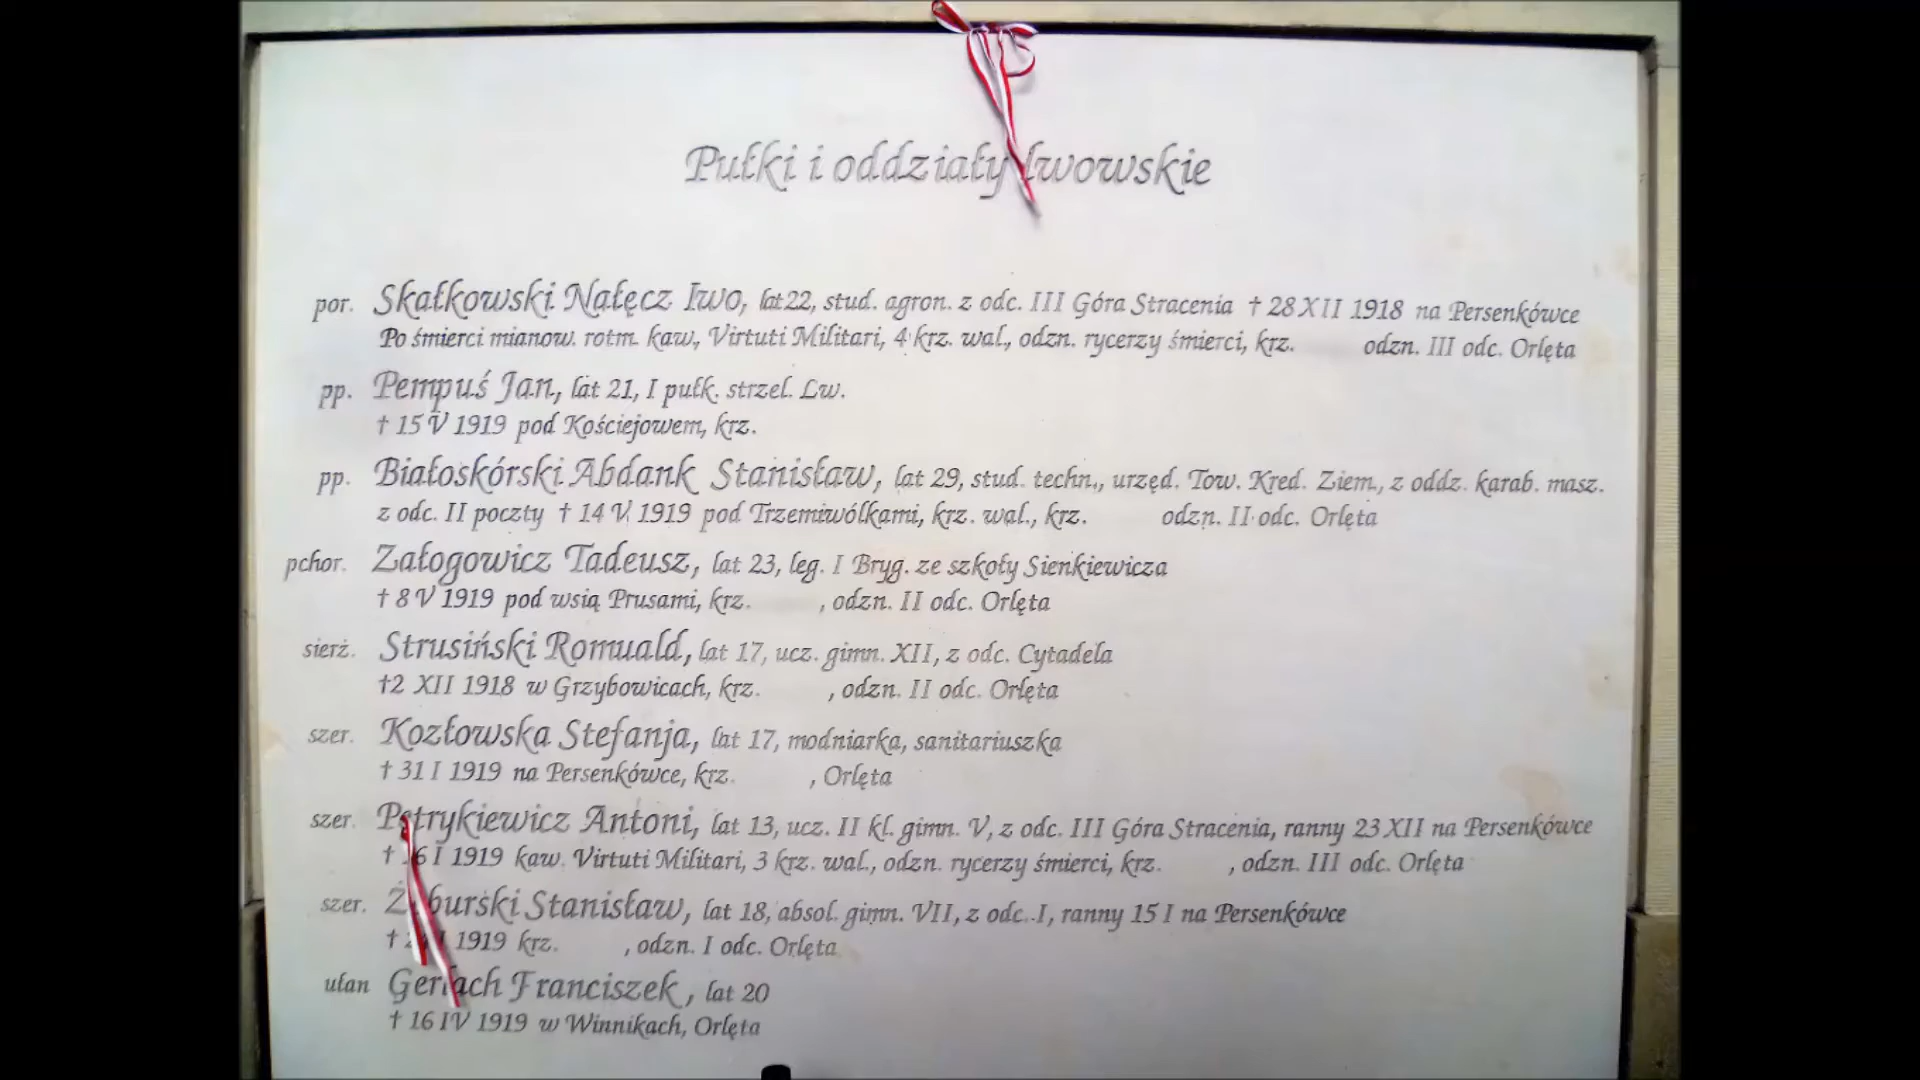 Pułki i oddziały lwowskie
por. Skałkowski Nałęcz Iwo, lat 22, stud. agron. z odc. III Góra Stracenia † 28 XII 1918 na Persenkówce
Po śmierci mianow. rotm. kaw., Virtuti Militari, 4 krz. wal., odzn. rycerzy śmierci, krz. odzn. III odc. Orlęta
pp. Pempuś Jan, lat 21, I pułk. strzel. Lw.
† 15 V 1919 pod Kościejowem, krz.
pp. Białoskórski Abdank Stanisław, lat 29, stud. techn., urzęd. Tow. Kred. Ziem., z oddz. karab. masz.
z odc. II poczty † 14 V 1919 pod Trzemiwólkami, krz. wal., krz. odzn. II odc. Orlęta
pchor. Załogowicz Tadeusz, lat 23, leg. I Bryg. ze szkoły Sienkiewicza
† 8 V 1919 pod wsią Prusami, krz. , odzn. II odc. Orlęta
sierż. Strusiński Romuald, lat 17, ucz. gimn. XII, z odc. Cytadela
†2 XII 1918 w Grzybowicach, krz. , odzn. II odc. Orlęta
szer. Kozłowska Stefanja, lat 17, modniarka, sanitariuszka
† 31 I 1919 na Persenkówce, krz. , Orlęta
szer. Petrykiewicz Antoni, lat 13, ucz. II kl. gimn. V, z odc. III Góra Stracenia, ranny 23 XII na Persenkówce
† I 1919 kaw. Virtuti Militari, 3 krz. wal., odzn. rycerzy śmierci, krz. , odzn. III odc. Orlęta
szer. Stanisław, lat 18, absol. gimn. VII, z odc. I, ranny 15 I na Persenkówce
† 1919 krz. , odzn. I odc. Orlęta
ułan Gerlach Franciszek, lat 20
† 16 IV 1919 w Winnikach, Orlęta